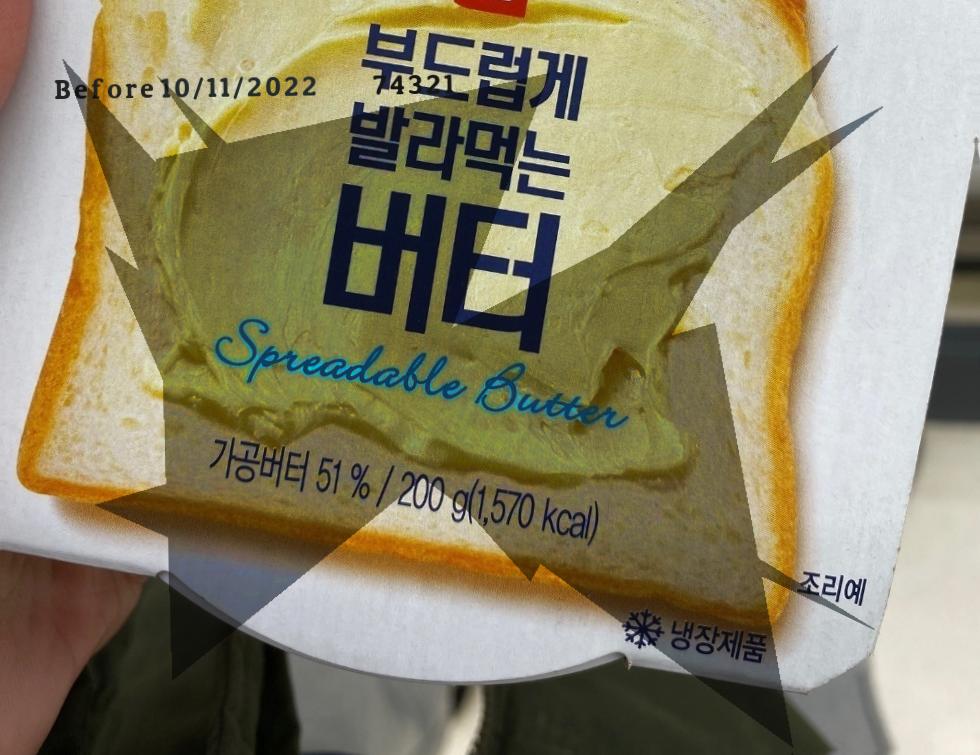 Before 10/11/2022 74321
부드럽게
발라먹는
버터
Spreadable Butter
가공버터 51 % / 200 g(1,570 kcal)
조리예
냉장제품